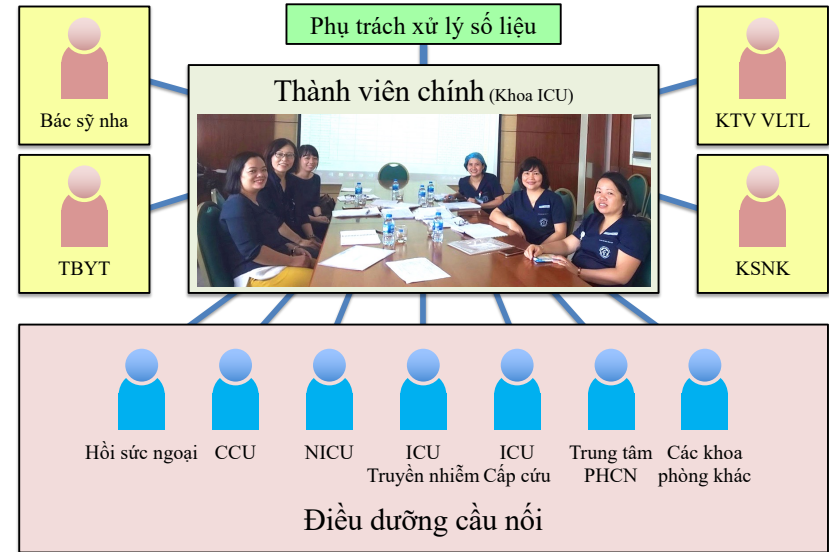 Phụ trách xử lý số liệu
Bác sỹ nha
Thành viên chính (Khoa ICU)
KTV VLTL
TBYT
KSNK
Hồi sức ngoại
CCU
NICU
ICU
Truyền nhiễm
ICU
Cấp cứu
Trung tâm
PHCN
Các khoa
phòng khác
Điều dưỡng cầu nối